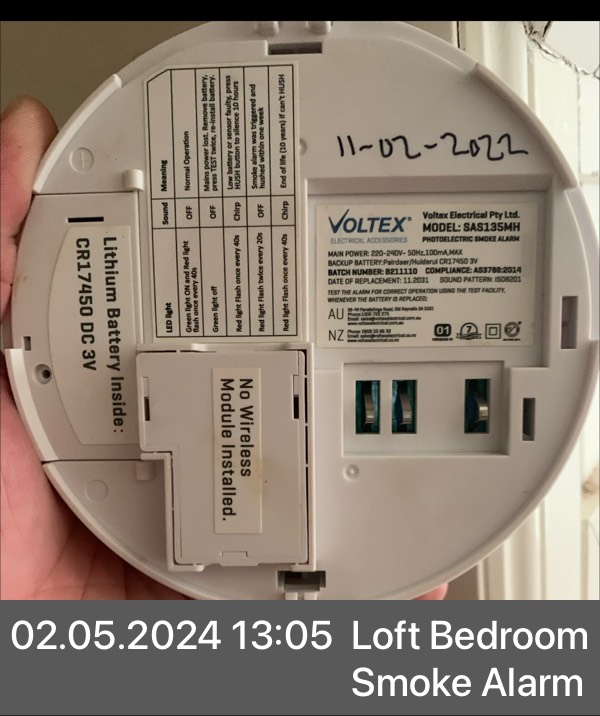 LED light Sound Meaning
Green light ON and Red light flash once every 40s OFF Normal Operation
Green light off OFF Mains power lost. Remove battery, press TEST twice, re-install battery.
Red light Flash once every 40s Chirp Low battery or sensor faulty, press HUSH button to silence 10 hours
Red light Flash twice every 20s OFF Smoke alarm was triggered and hushed within one week
Red light Flash once every 40s Chirp End of life (10 years) if can't HUSH
11-02-2022
VOLTEX®
ELECTRICAL ACCESSORIES
Voltex Electrical Pty Ltd.
MODEL: SAS135MH
PHOTOELECTRIC SMOKE ALARM
MAIN POWER: 220-240V~ 50Hz,100mA,MAX
BACKUP BATTERY:Pairdeer/Huiderui CR17450 3V
BATCH NUMBER: B211110 COMPLIANCE: AS3786:2014
DATE OF REPLACEMENT: 11.2031 SOUND PATTERN: ISO8201
TEST THE ALARM FOR CORRECT OPERATION USING THE TEST FACILITY,
WHENEVER THE BATTERY IS REPLACED;
AU
NZ
01
7
Lithium Battery Inside:
CR17450 DC 3V
No Wireless
Module Installed.
02.05.2024 13:05 Loft Bedroom
Smoke Alarm